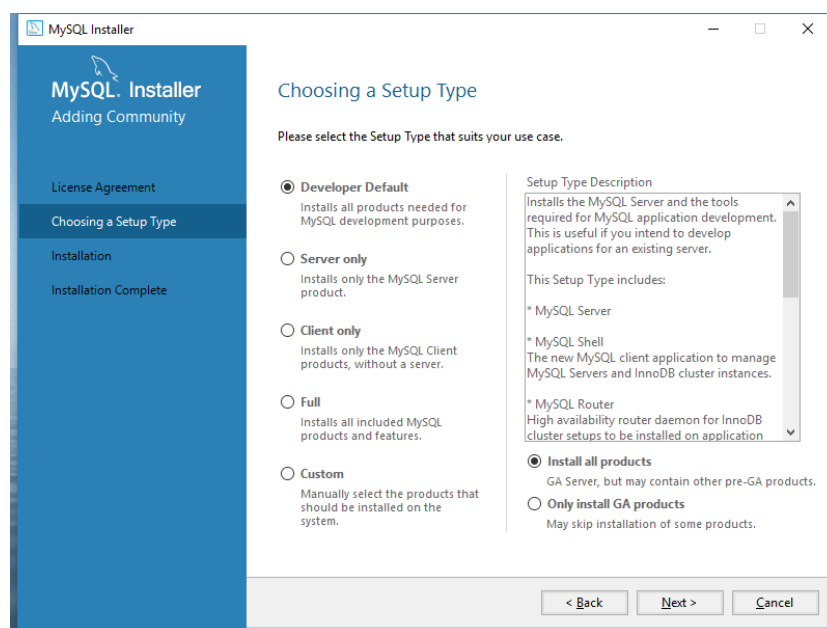 MySQL Installer
MySQL. Installer
Adding Community
License Agreement
Choosing a Setup Type
Installation
Installation Complete
Choosing a Setup Type
Please select the Setup Type that suits your use case.
Developer Default
Installs all products needed for
MySQL development purposes.
Server only
Installs only the MySQL Server
product.
Client only
Installs only the MySQL Client
products, without a server.
Full
Installs all included MySQL
products and features.
Custom
Manually select the products that
should be installed on the
system.
Setup Type Description
Installs the MySQL Server and the tools
required for MySQL application development.
This is useful if you intend to develop
applications for an existing server.
This Setup Type includes:
* MySQL Server
* MySQL Shell
The new MySQL client application to manage
MySQL Servers and InnoDB cluster instances.
* MySQL Router
High availability router daemon for InnoDB
cluster setups to be installed on application
Install all products
GA Server, but may contain other pre-GA products.
Only install GA products
May skip installation of some products.
< Back
Next >
Cancel